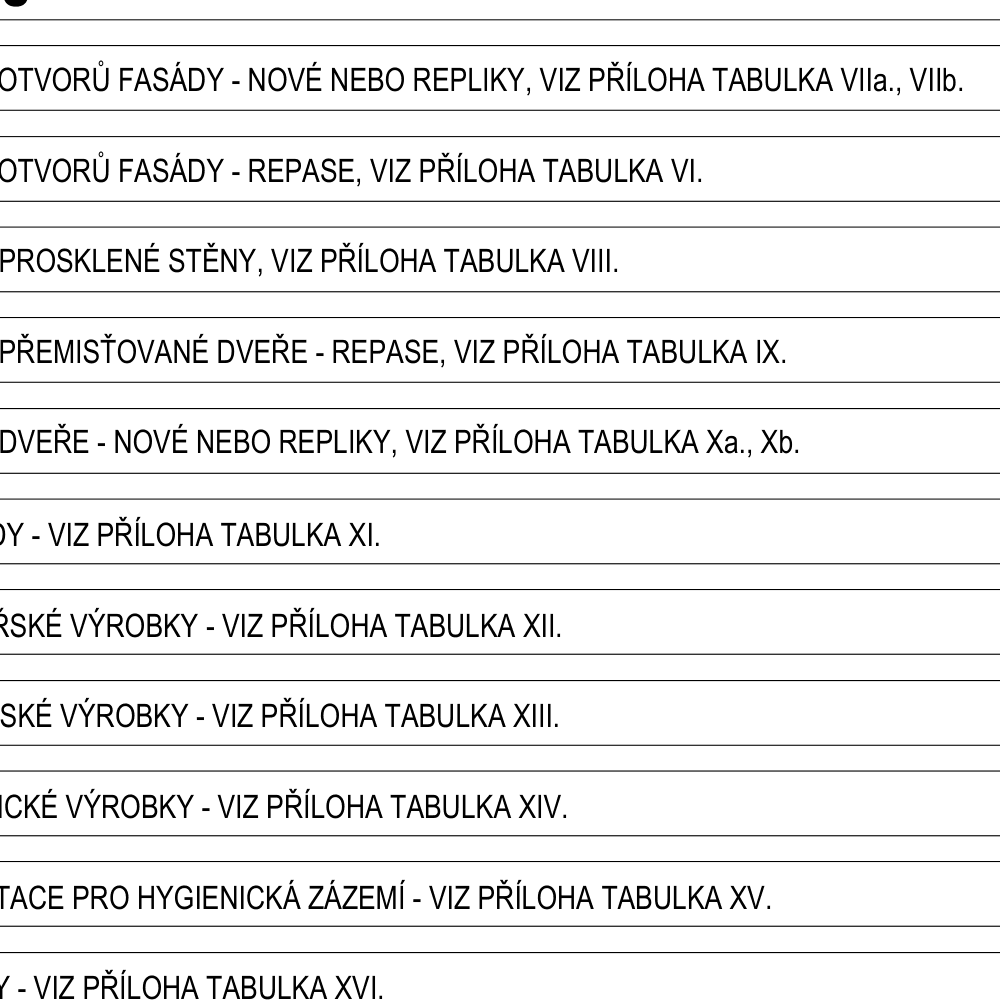 OTVORŮ FASÁDY - NOVÉ NEBO REPLIKY, VIZ PŘÍLOHA TABULKA VIIa., VIIb.
OTVORŮ FASÁDY - REPASE, VIZ PŘÍLOHA TABULKA VI.
PROSKLENÉ STĚNY, VIZ PŘÍLOHA TABULKA VIII.
PŘEMISŤOVANÉ DVEŘE - REPASE, VIZ PŘÍLOHA TABULKA IX.
DVEŘE - NOVÉ NEBO REPLIKY, VIZ PŘÍLOHA TABULKA Xa., Xb.
DY - VIZ PŘÍLOHA TABULKA XI.
ŘSKÉ VÝROBKY - VIZ PŘÍLOHA TABULKA XII.
SKÉ VÝROBKY - VIZ PŘÍLOHA TABULKA XIII.
ICKÉ VÝROBKY - VIZ PŘÍLOHA TABULKA XIV.
TACE PRO HYGIENICKÁ ZÁZEMÍ - VIZ PŘÍLOHA TABULKA XV.
Y - VIZ PŘÍLOHA TABULKA XVI.